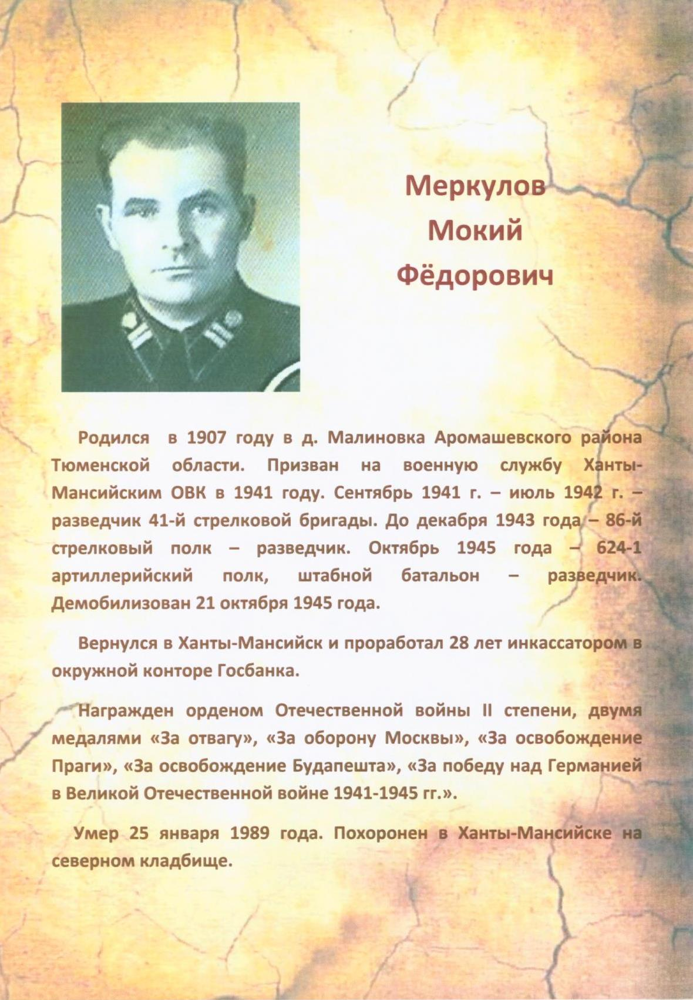 Меркулов
Мокий
Фёдорович
Родился в 1907 году в д. Малиновка Аромашевского района
Тюменской области. Призван на военную службу Ханты-
Мансийским ОВК в 1941 году. Сентябрь 1941 г. – июль 1942 г. –
разведчик 41-й стрелковой бригады. До декабря 1943 года – 86-й
стрелковый полк – разведчик. Октябрь 1945 года – 624-1
артиллерийский полк, штабной батальон – разведчик.
Демобилизован 21 октября 1945 года.
Вернулся в Ханты-Мансийск и проработал 28 лет инкассатором в
окружной конторе Госбанка.
Награжден орденом Отечественной войны II степени, двумя
медалями «За отвагу», «За оборону Москвы», «За освобождение
Праги», «За освобождение Будапешта», «За победу над Германией
в Великой Отечественной войне 1941-1945 гг.».
Умер 25 января 1989 года. Похоронен в Ханты-Мансийске на
северном кладбище.